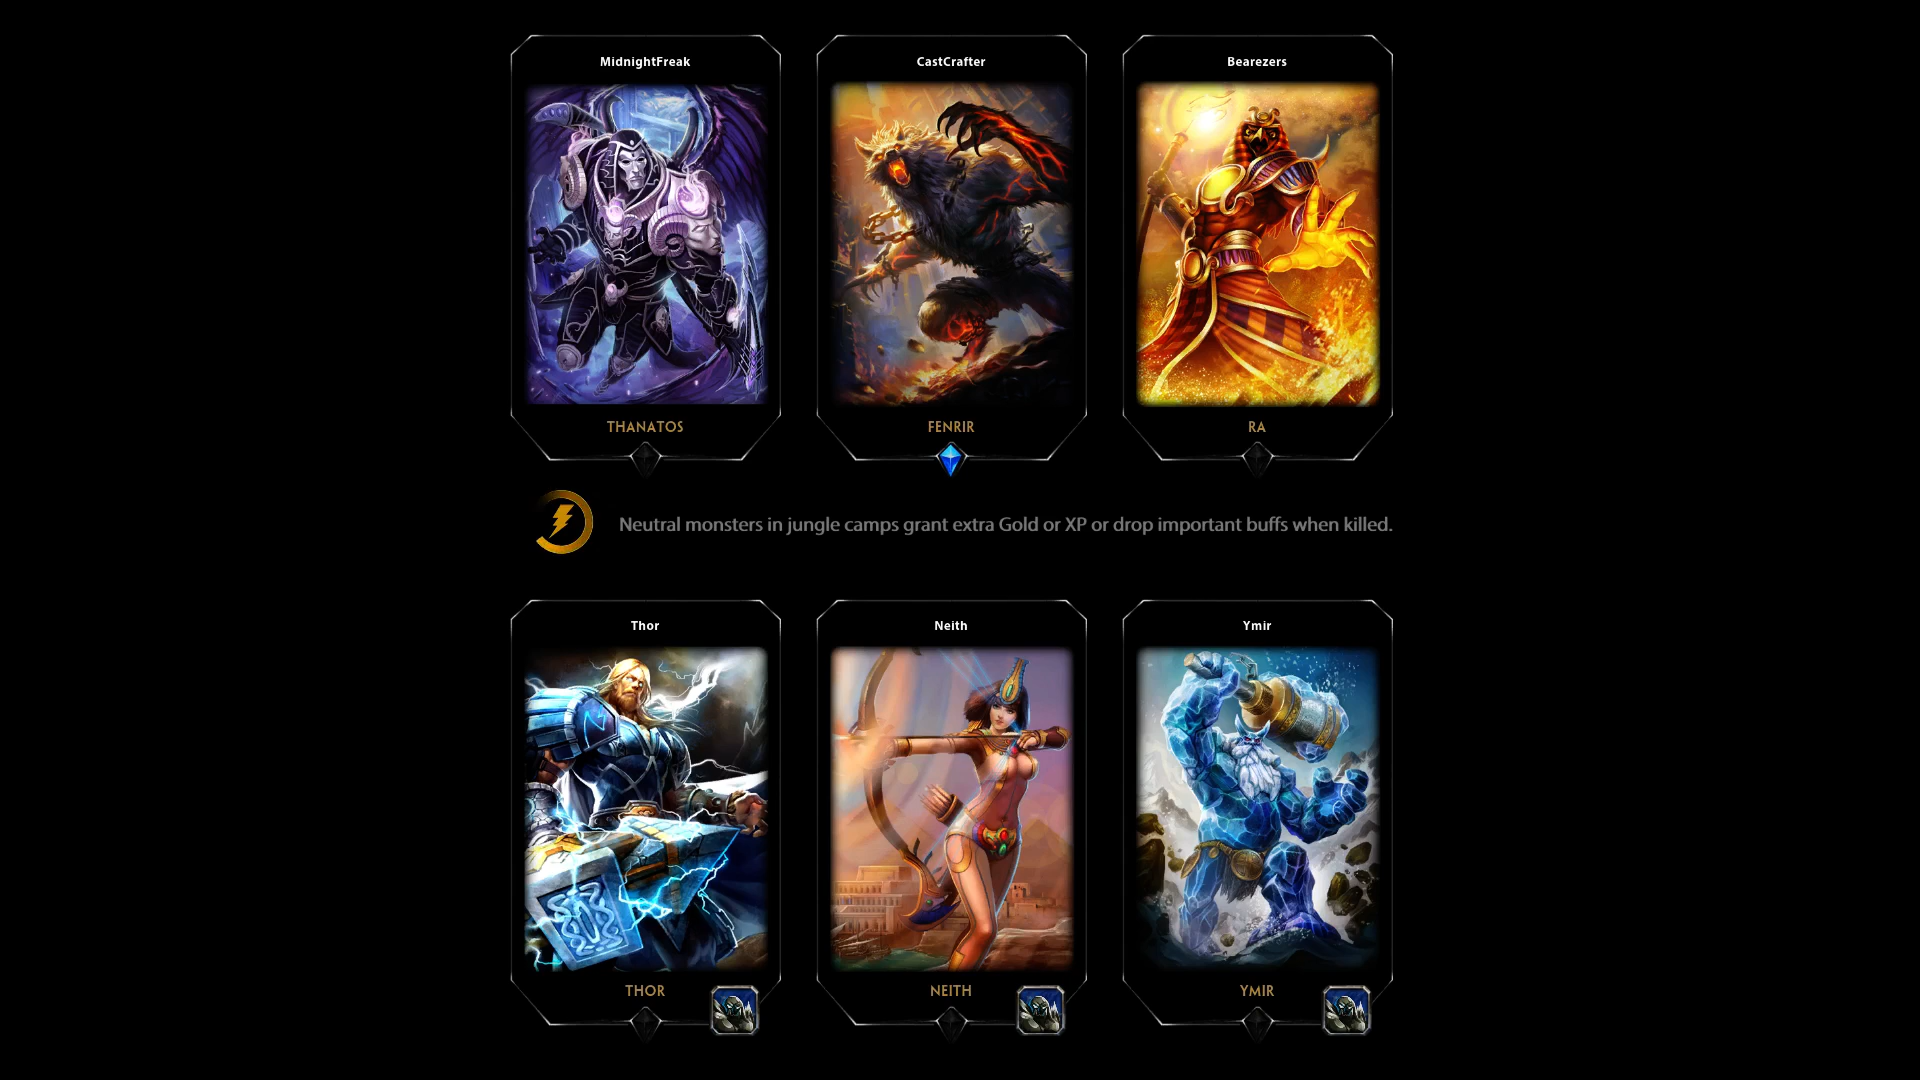 MidnightFreak
CastCrafter
Bearezers
THANATOS
FENRIR
RA
Neutral monsters in jungle camps grant extra Gold or XP or drop important buffs when killed.
Thor
Neith
Ymir
THOR
NEITH
YMIR